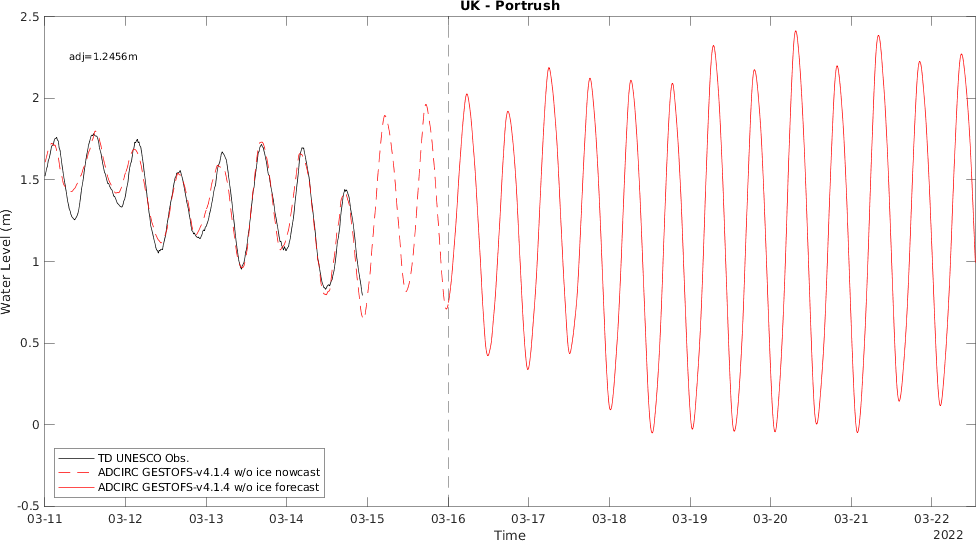 UK - Portrush
adj=1.2456m
2.5
2
1.5
1
0.5
0
-0.5
Water Level (m)
TD UNESCO Obs.
ADCIRC GESTOFS-v4.1.4 w/o ice nowcast
ADCIRC GESTOFS-v4.1.4 w/o ice forecast
03-11 03-12 03-13 03-14 03-15 03-16 03-17 03-18 03-19 03-20 03-21 03-22
Time
2022